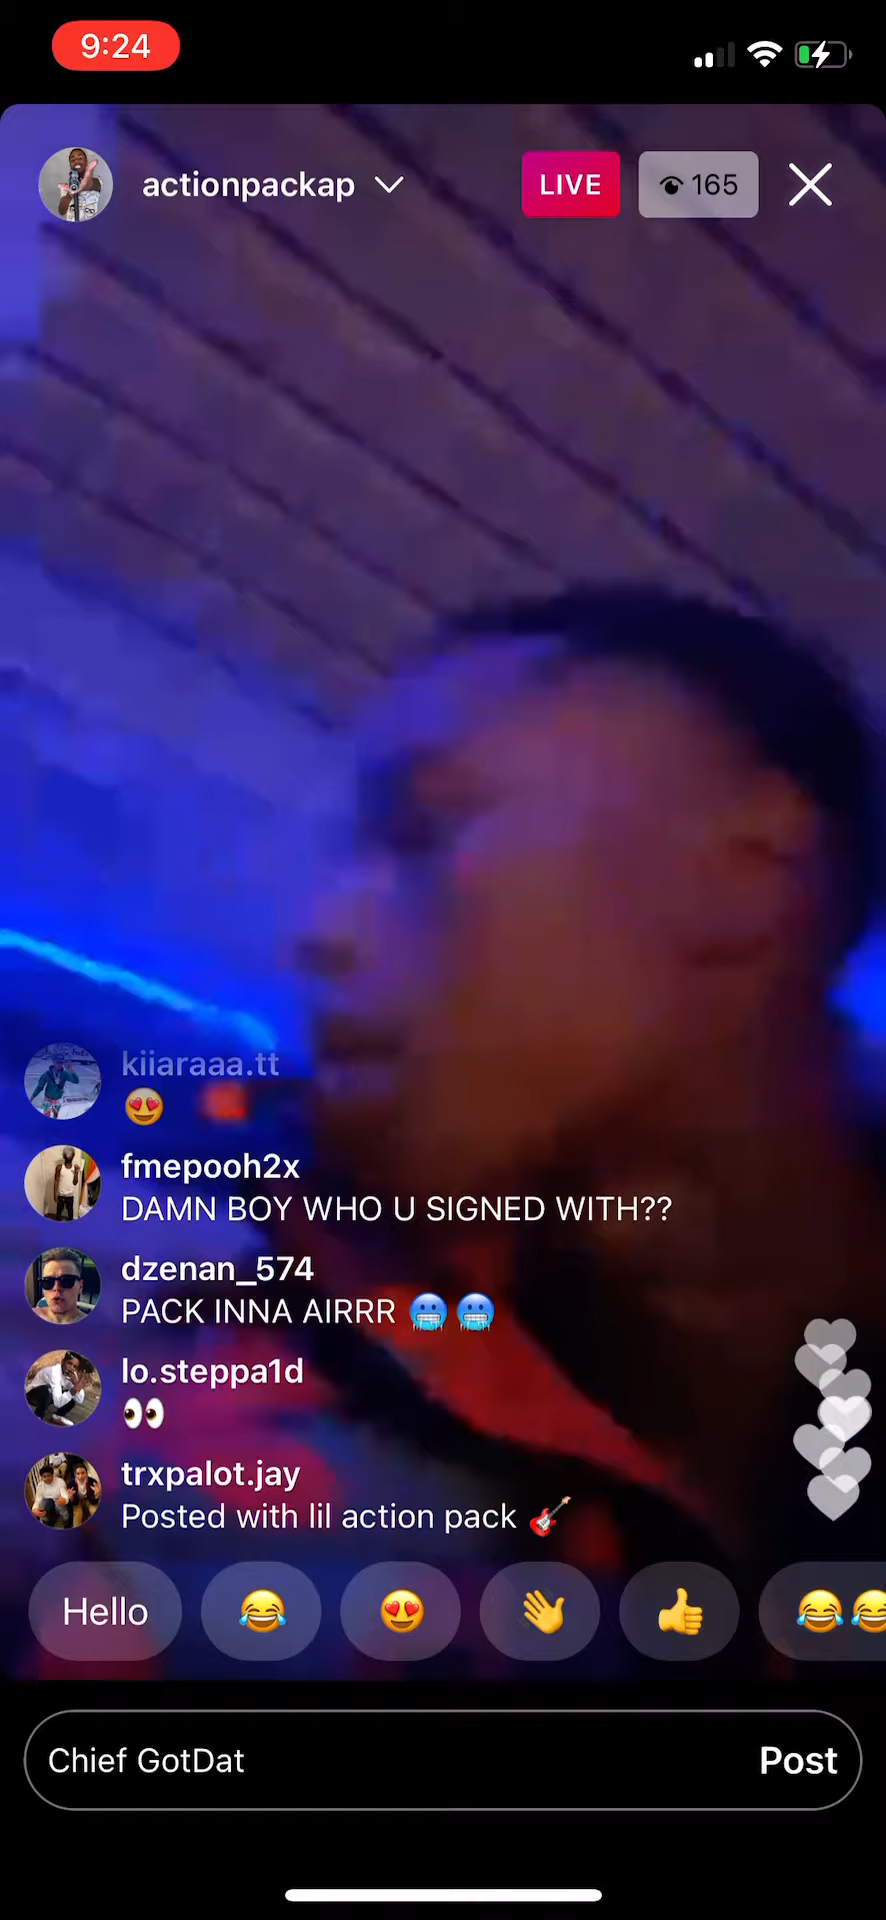 9:24
actionpackap
LIVE
165
kiiaraaa.tt
😍
fmepooh2x
DAMN BOY WHO U SIGNED WITH??
dzenan_574
PACK INNA AIRRR 🥶🥶
lo.steppa1d
👀
trxpalot.jay
Posted with lil action pack 🎸
Hello 😂 😍 👋 👍 😂😂
Chief GotDat
Post